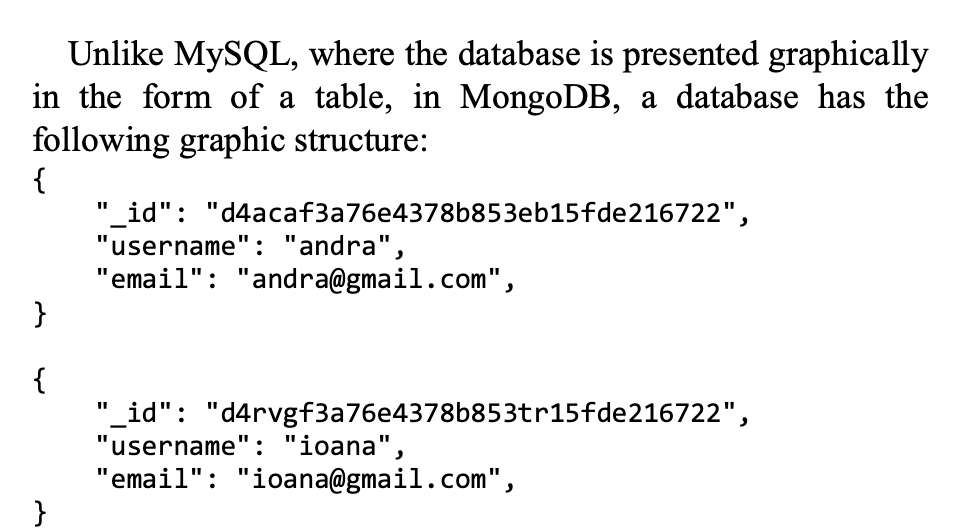 Unlike MySQL, where the database is presented graphically
in the form of a table, in MongoDB, a database has the
following graphic structure:
{
    "_id": "d4acaf3a76e4378b853eb15fde216722",
    "username": "andra",
    "email": "andra@gmail.com",
}

{
    "_id": "d4rvgf3a76e4378b853tr15fde216722",
    "username": "ioana",
    "email": "ioana@gmail.com",
}